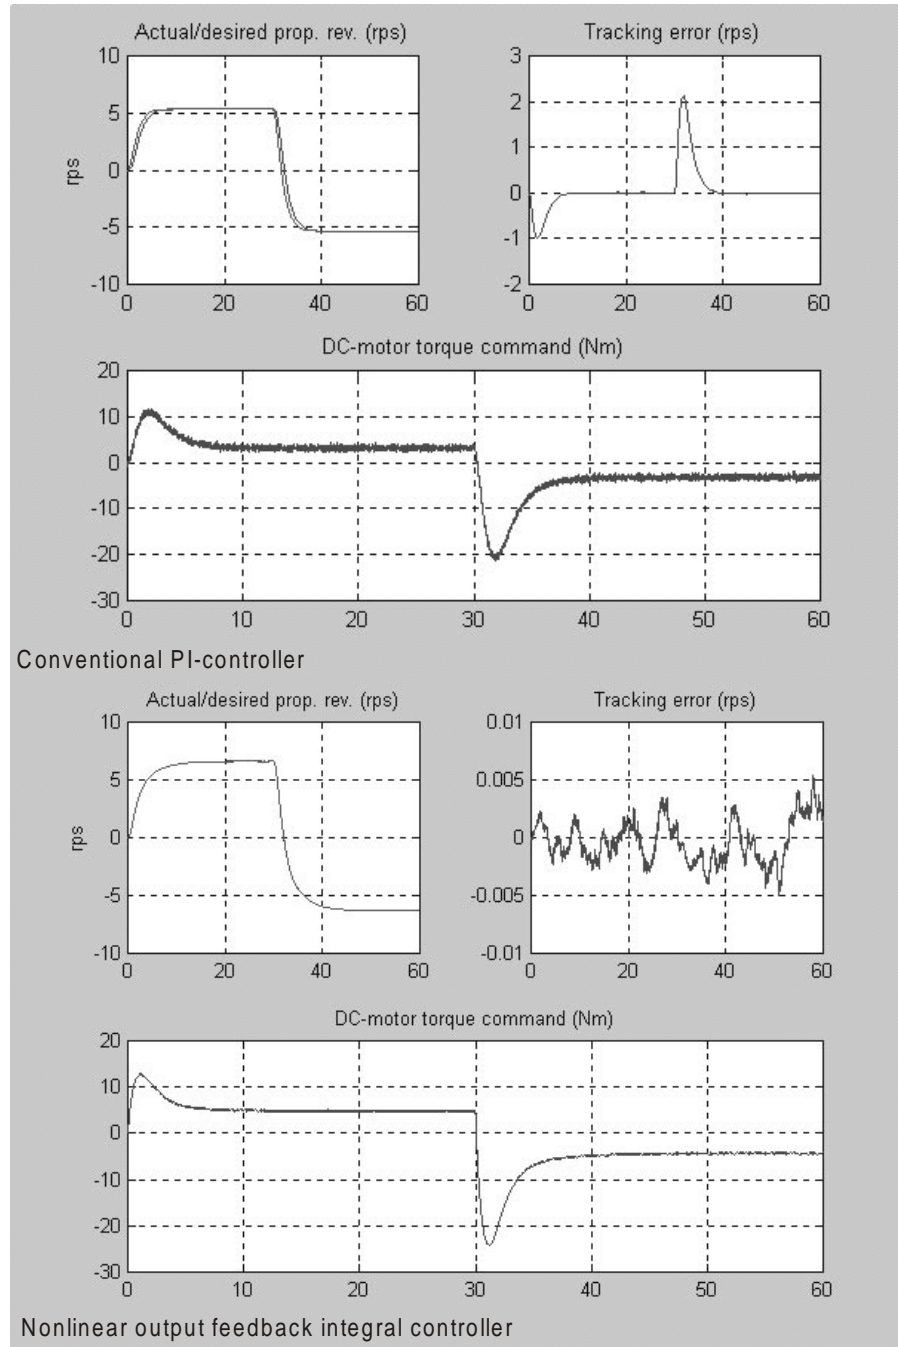 Actual/desired prop. rev. (rps)
10
5
0
-5
-10
rps
0 20 40 60
Tracking error (rps)
3
2
1
0
-1
-2
0 20 40 60
DC-motor torque command (Nm)
20
10
0
-10
-20
-30
0 10 20 30 40 50 60
Conventional PI-controller
Actual/desired prop. rev. (rps)
10
5
0
-5
-10
rps
0 20 40 60
Tracking error (rps)
0.01
0.005
0
-0.005
-0.01
0 20 40 60
DC-motor torque command (Nm)
20
10
0
-10
-20
-30
0 10 20 30 40 50 60
Nonlinear output feedback integral controller